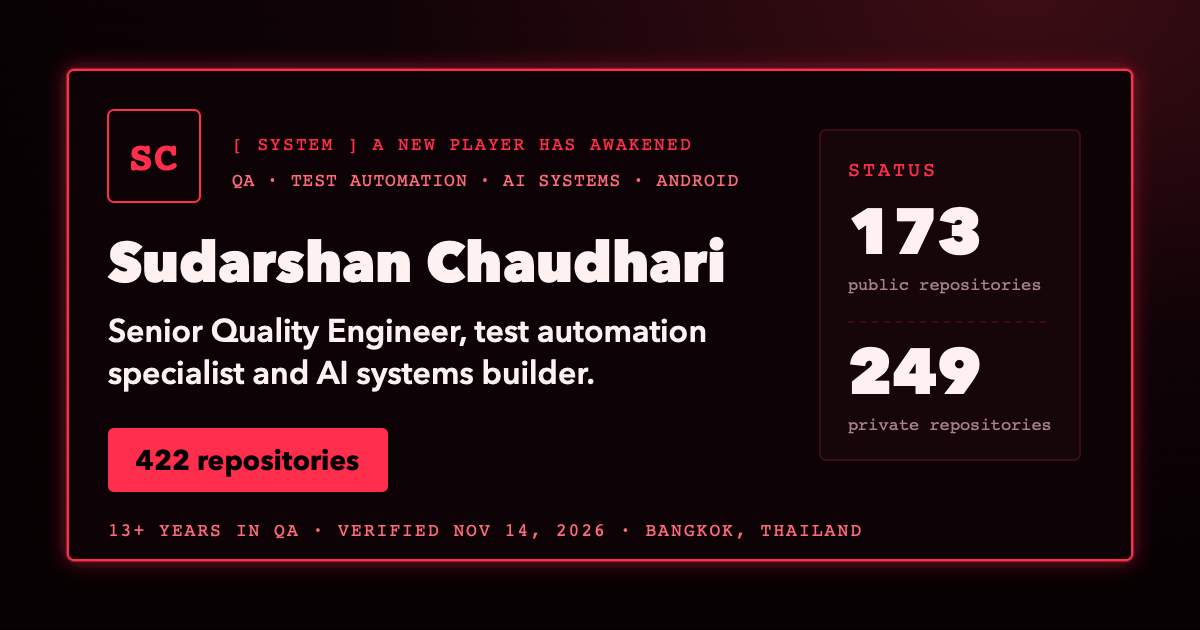 SC
[ SYSTEM ] A NEW PLAYER HAS AWAKENED
QA · TEST AUTOMATION · AI SYSTEMS · ANDROID
Sudarshan Chaudhari
Senior Quality Engineer, test automation
specialist and AI systems builder.
422 repositories
13+ YEARS IN QA · VERIFIED NOV 14, 2026 · BANGKOK, THAILAND
STATUS
173
public repositories
249
private repositories